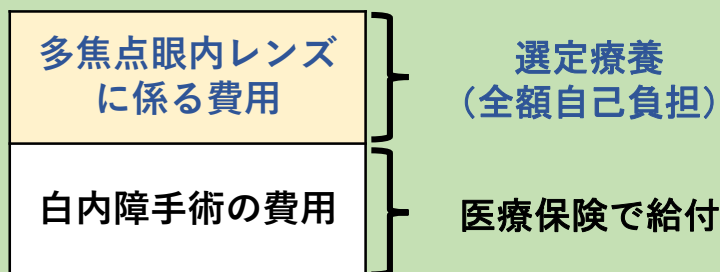 多焦点眼内レンズ
に係る費用
選定療養
(全額自己負担)
白内障手術の費用
医療保険で給付